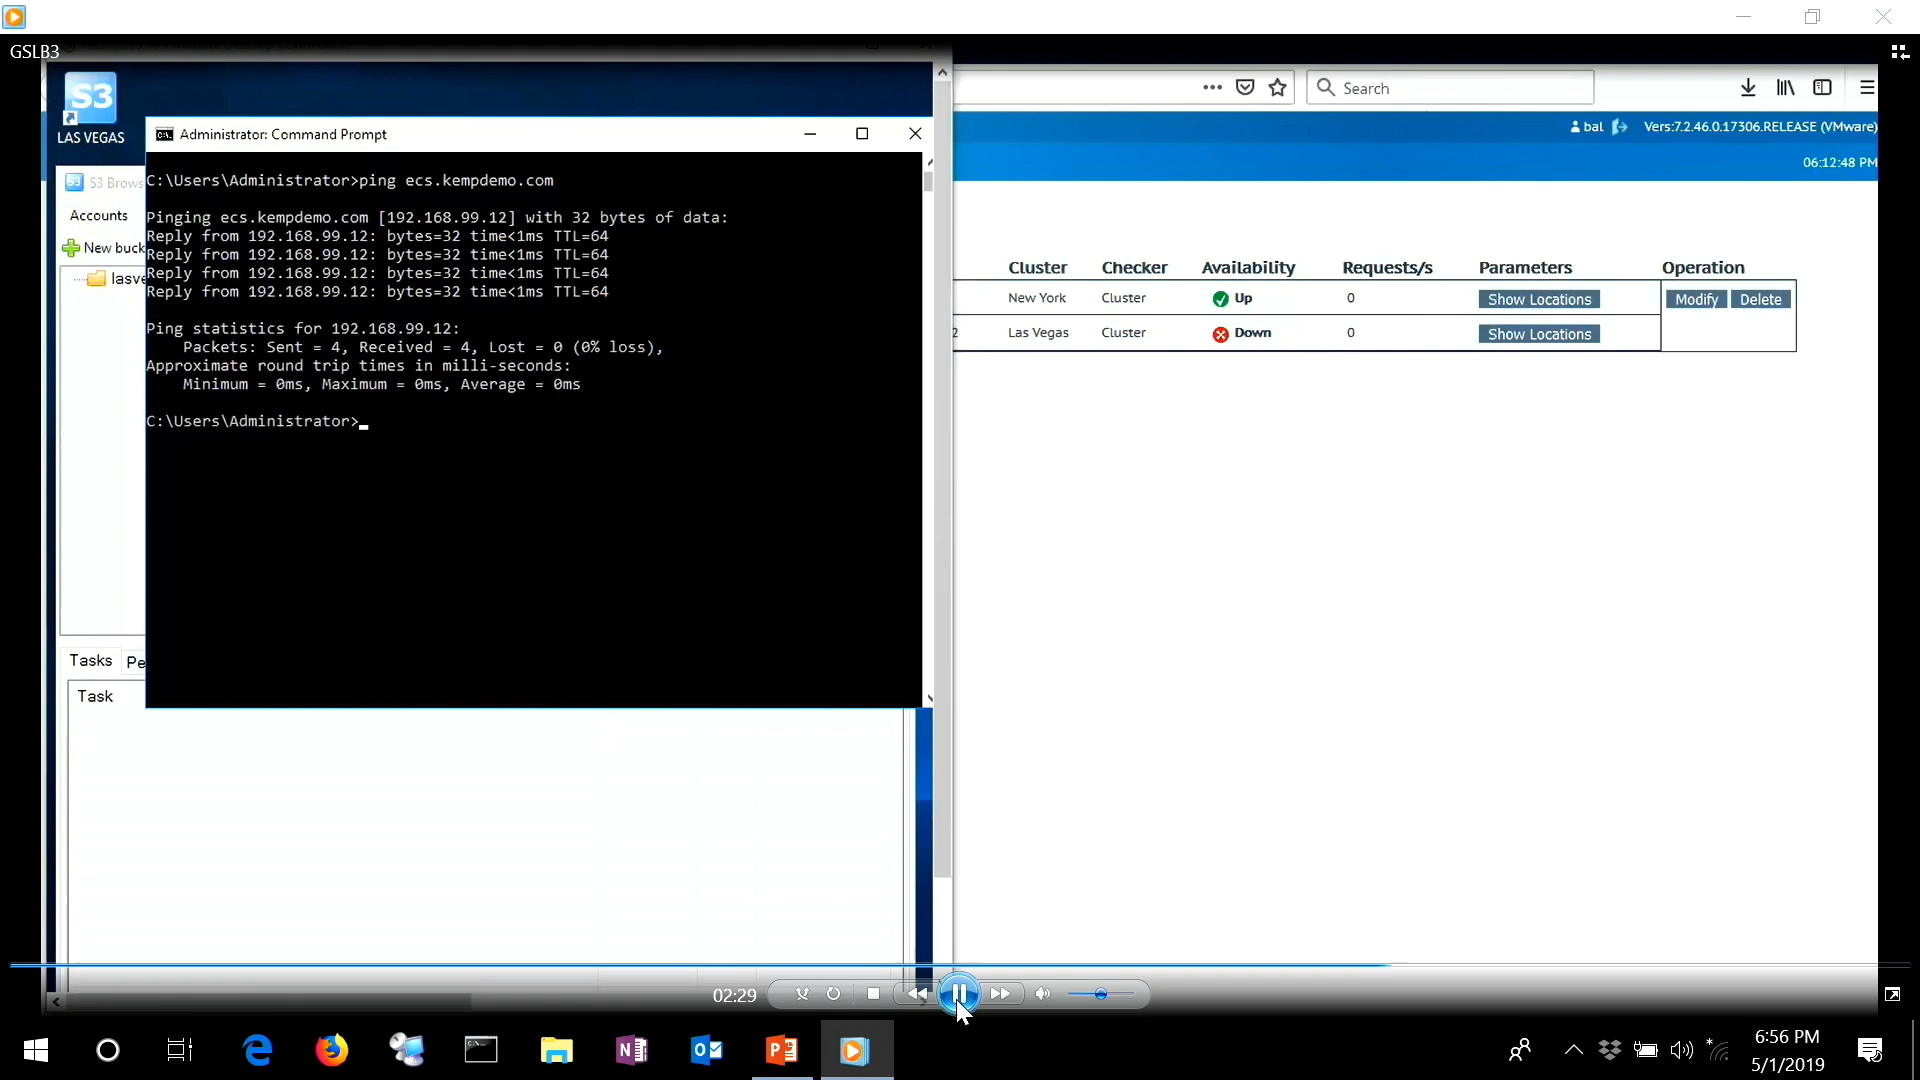 GSLB3
S3
LAS VEGAS
Administrator: Command Prompt
C:\Users\Administrator>ping ecs.kempdemo.com
Pinging ecs.kempdemo.com [192.168.99.12] with 32 bytes of data:
Reply from 192.168.99.12: bytes=32 time<1ms TTL=64
Reply from 192.168.99.12: bytes=32 time<1ms TTL=64
Reply from 192.168.99.12: bytes=32 time<1ms TTL=64
Reply from 192.168.99.12: bytes=32 time<1ms TTL=64
Ping statistics for 192.168.99.12:
Packets: Sent = 4, Received = 4, Lost = 0 (0% loss),
Approximate round trip times in milli-seconds:
Minimum = 0ms, Maximum = 0ms, Average = 0ms
C:\Users\Administrator>
S3 Brows
Accounts
New buck
lasve
Tasks Pe
Task
Search
bal Vers:7.2.46.0.17306.RELEASE (VMware)
06:12:48 PM
Cluster Checker Availability Requests/s Parameters Operation
New York Cluster Up 0 Show Locations Modify Delete
2 Las Vegas Cluster Down 0 Show Locations
02:29
6:56 PM
5/1/2019